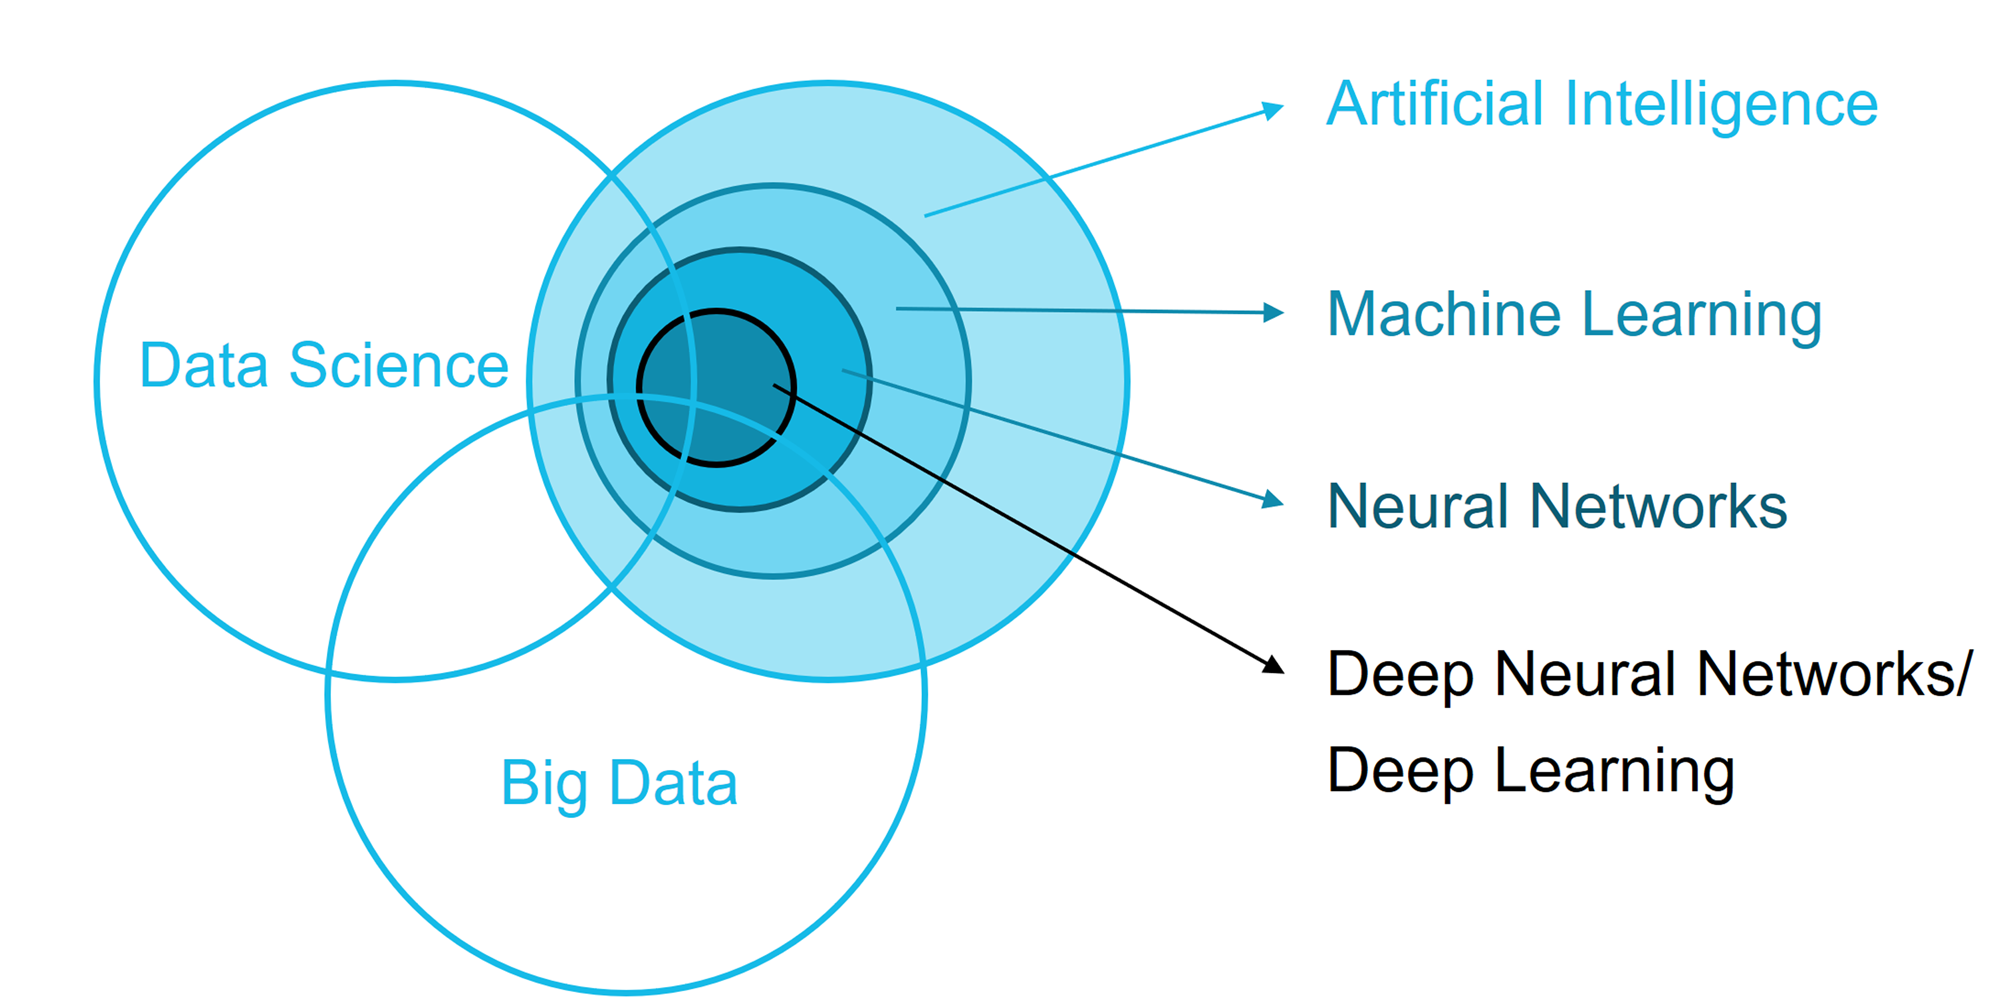 Artificial Intelligence
Machine Learning
Data Science
Neural Networks
Deep Neural Networks/
Deep Learning
Big Data